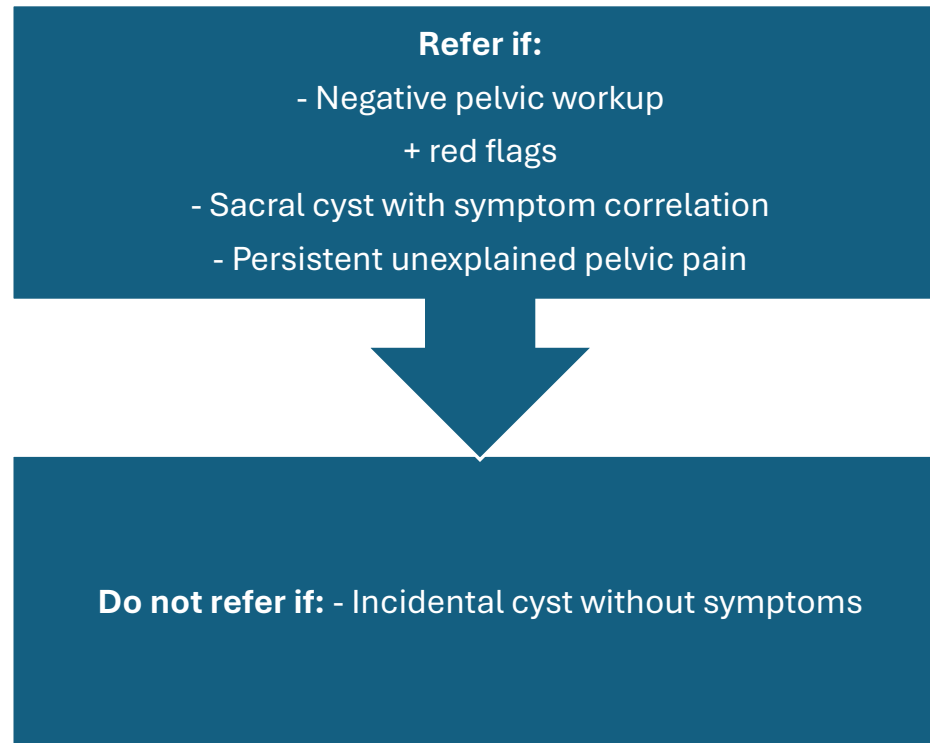 Refer if:
- Negative pelvic workup
+ red flags
- Sacral cyst with symptom correlation
- Persistent unexplained pelvic pain
Do not refer if: - Incidental cyst without symptoms